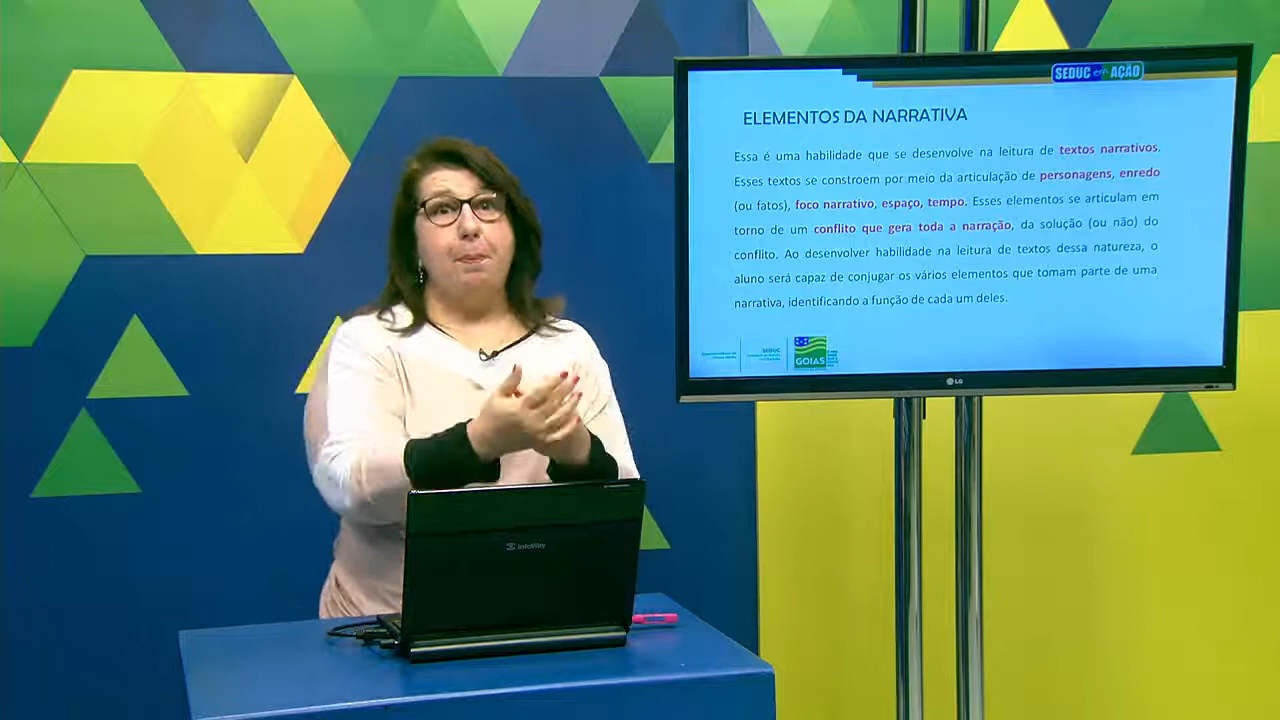 SEDUC em AÇÃO
ELEMENTOS DA NARRATIVA
Essa é uma habilidade que se desenvolve na leitura de textos narrativos.
Esses textos se constroem por meio da articulação de personagens, enredo
(ou fatos), foco narrativo, espaço, tempo. Esses elementos se articulam em
torno de um conflito que gera toda a narração, da solução (ou não) do
conflito. Ao desenvolver habilidade na leitura de textos dessa natureza, o
aluno será capaz de conjugar os vários elementos que tomam parte de uma
narrativa, identificando a função de cada um deles.
SEDUC
GOIÁS
LG
InfoWay